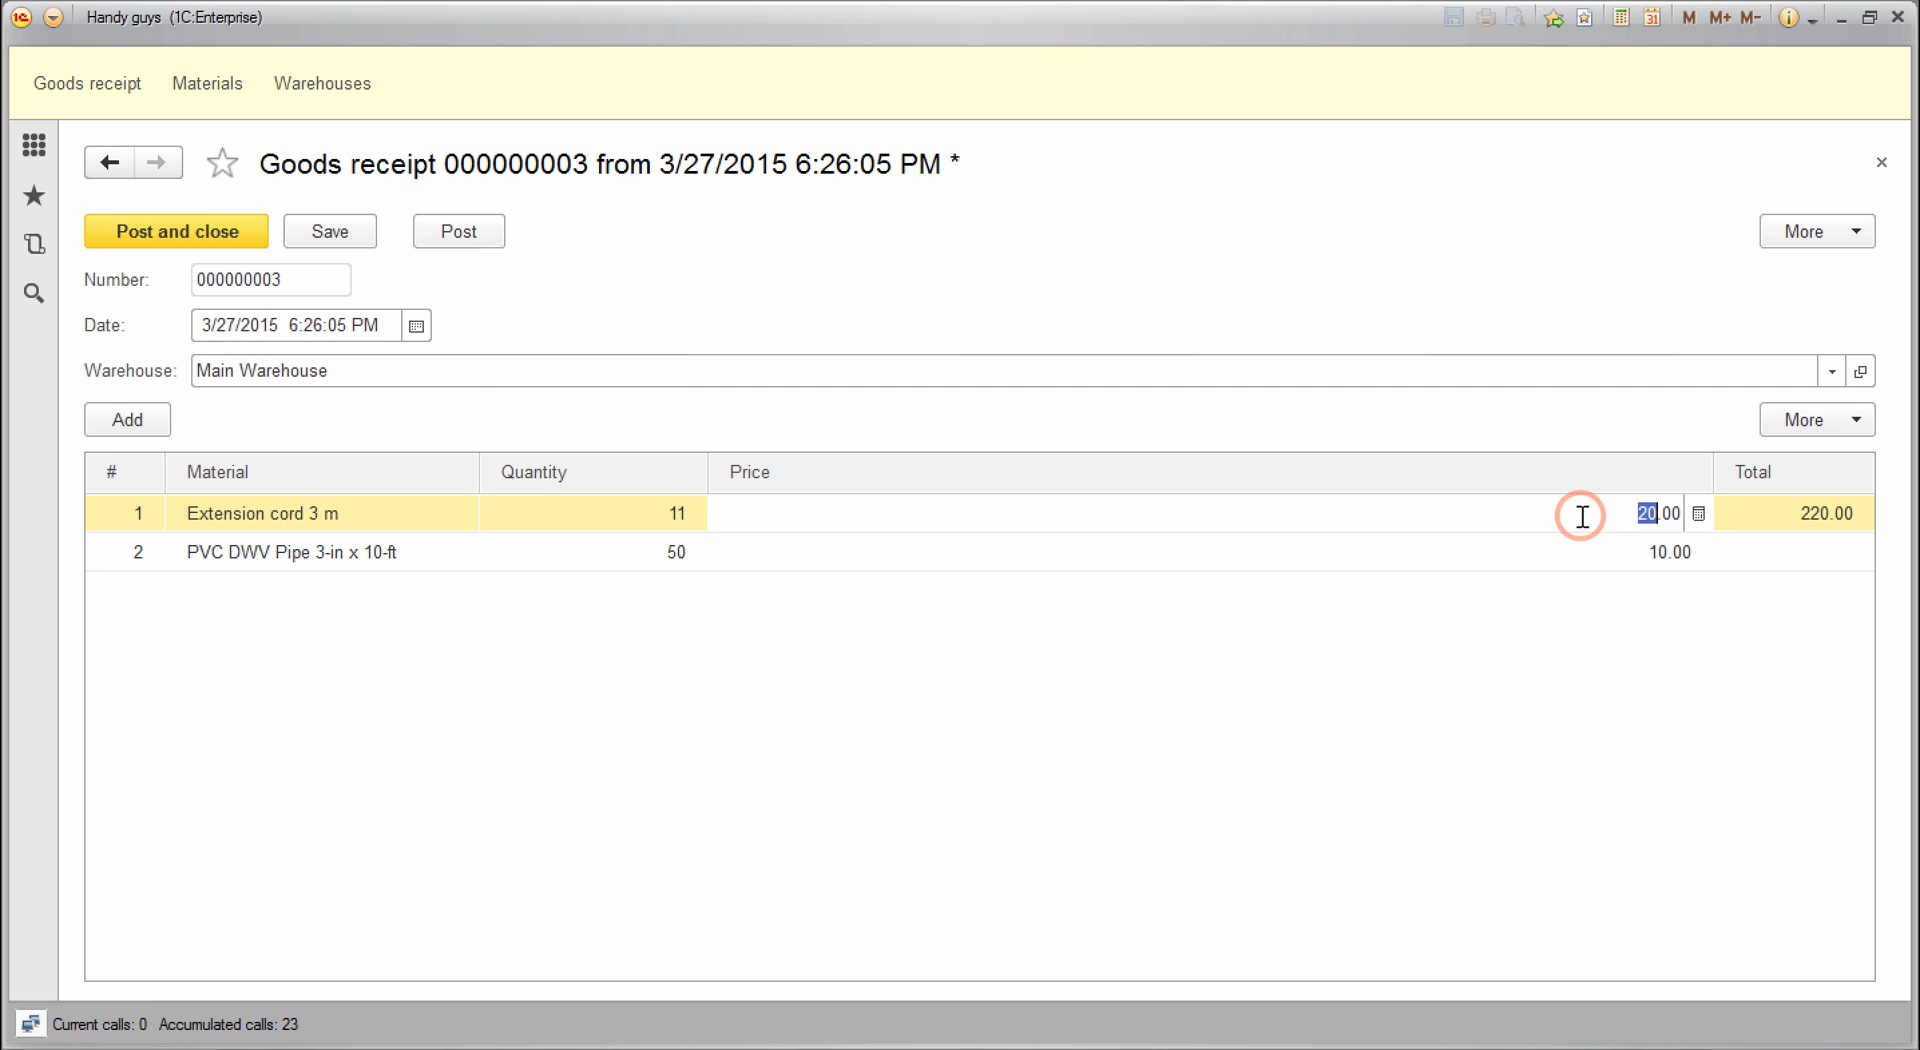 Handy guys (1C:Enterprise)
M M+ M-
Goods receipt Materials Warehouses
Goods receipt 000000003 from 3/27/2015 6:26:05 PM *
Post and close Save Post More
Number: 000000003
Date: 3/27/2015 6:26:05 PM
Warehouse: Main Warehouse
Add More
# Material Quantity Price Total
1 Extension cord 3 m 11 20.00 220.00
2 PVC DWV Pipe 3-in x 10-ft 50 10.00
Current calls: 0 Accumulated calls: 23